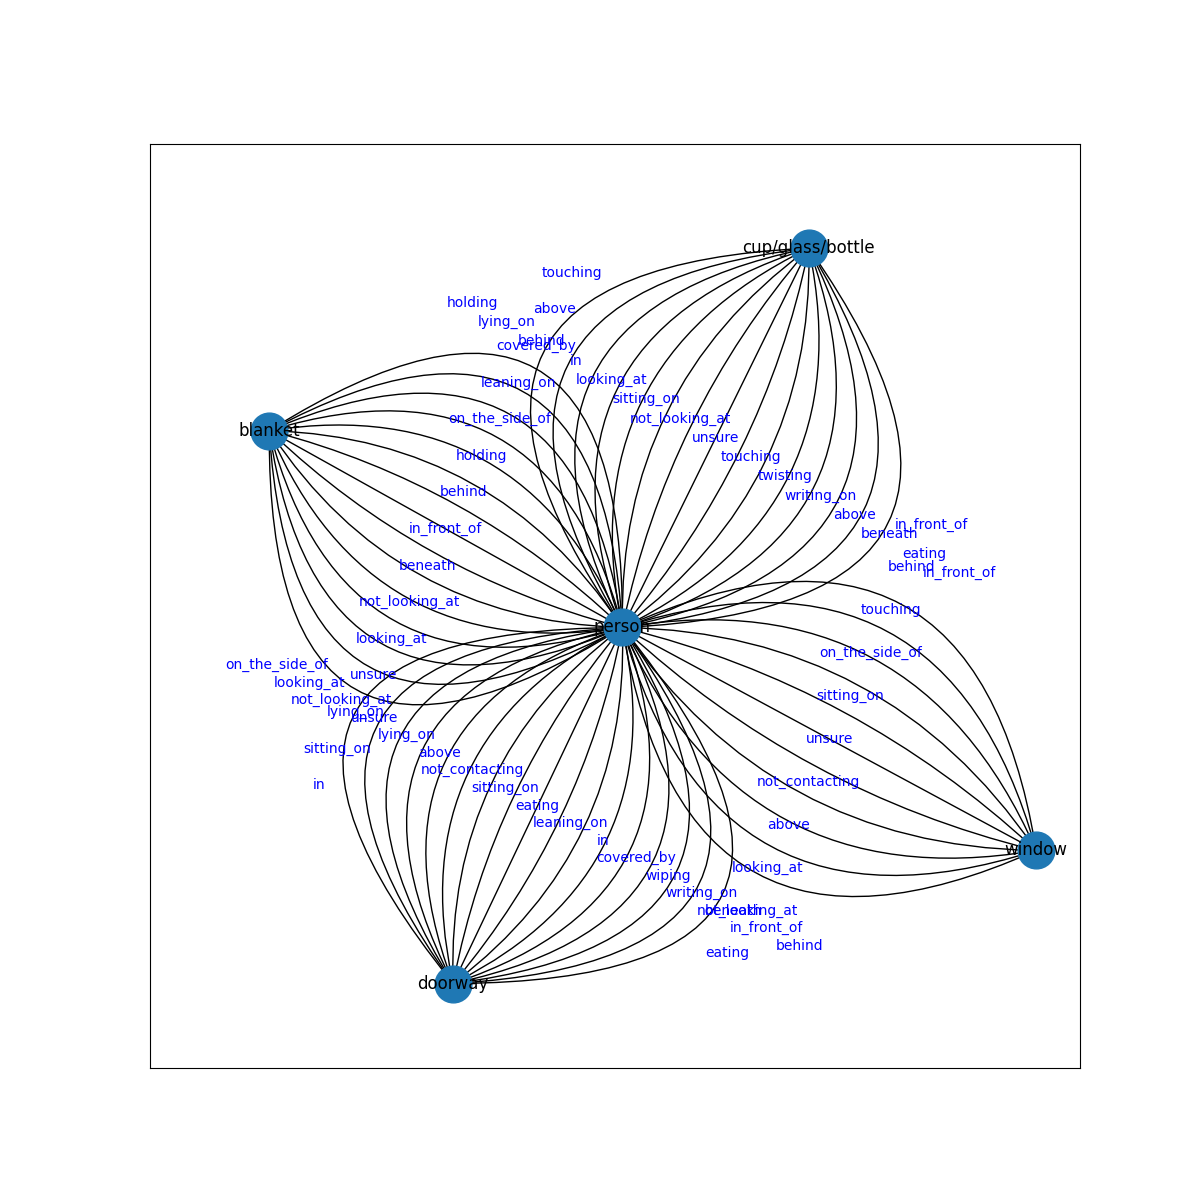 cup/glass/bottle
touching
holding
above
lying_on
behind
covered_by
in
looking_at
leaning_on
sitting_on
on_the_side_of
not_looking_at
blanket
unsure
holding
touching
twisting
behind
writing_on
above
in_front_of
in_front_of
beneath
eating
beneath
behind
in_front_of
not_looking_at
touching
person
looking_at
on_the_side_of
on_the_side_of
unsure
looking_at
sitting_on
not_looking_at
lying_on
unsure
lying_on
unsure
sitting_on
above
not_contacting
not_contacting
in
sitting_on
eating
leaning_on
above
in
window
covered_by
looking_at
wiping
writing_on
not_looking_at
beneath
in_front_of
behind
eating
doorway